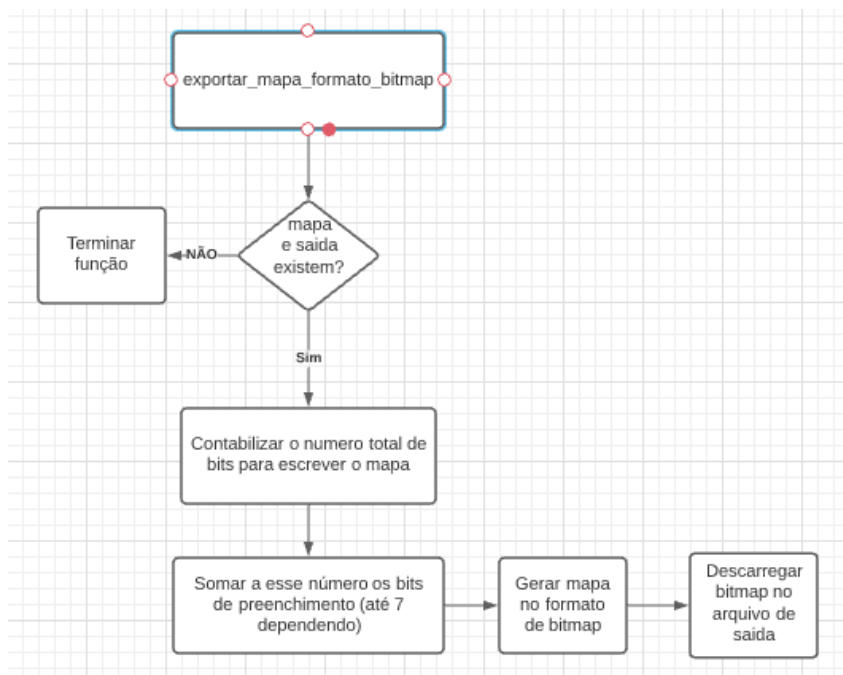 exportar_mapa_formato_bitmap
mapa
e saida
existem?
NÃO
Terminar
função
Sim
Contabilizar o numero total de
bits para escrever o mapa
Somar a esse número os bits
de preenchimento (até 7
dependendo)
Gerar mapa
no formato
de bitmap
Descarregar
bitmap no
arquivo de
saida